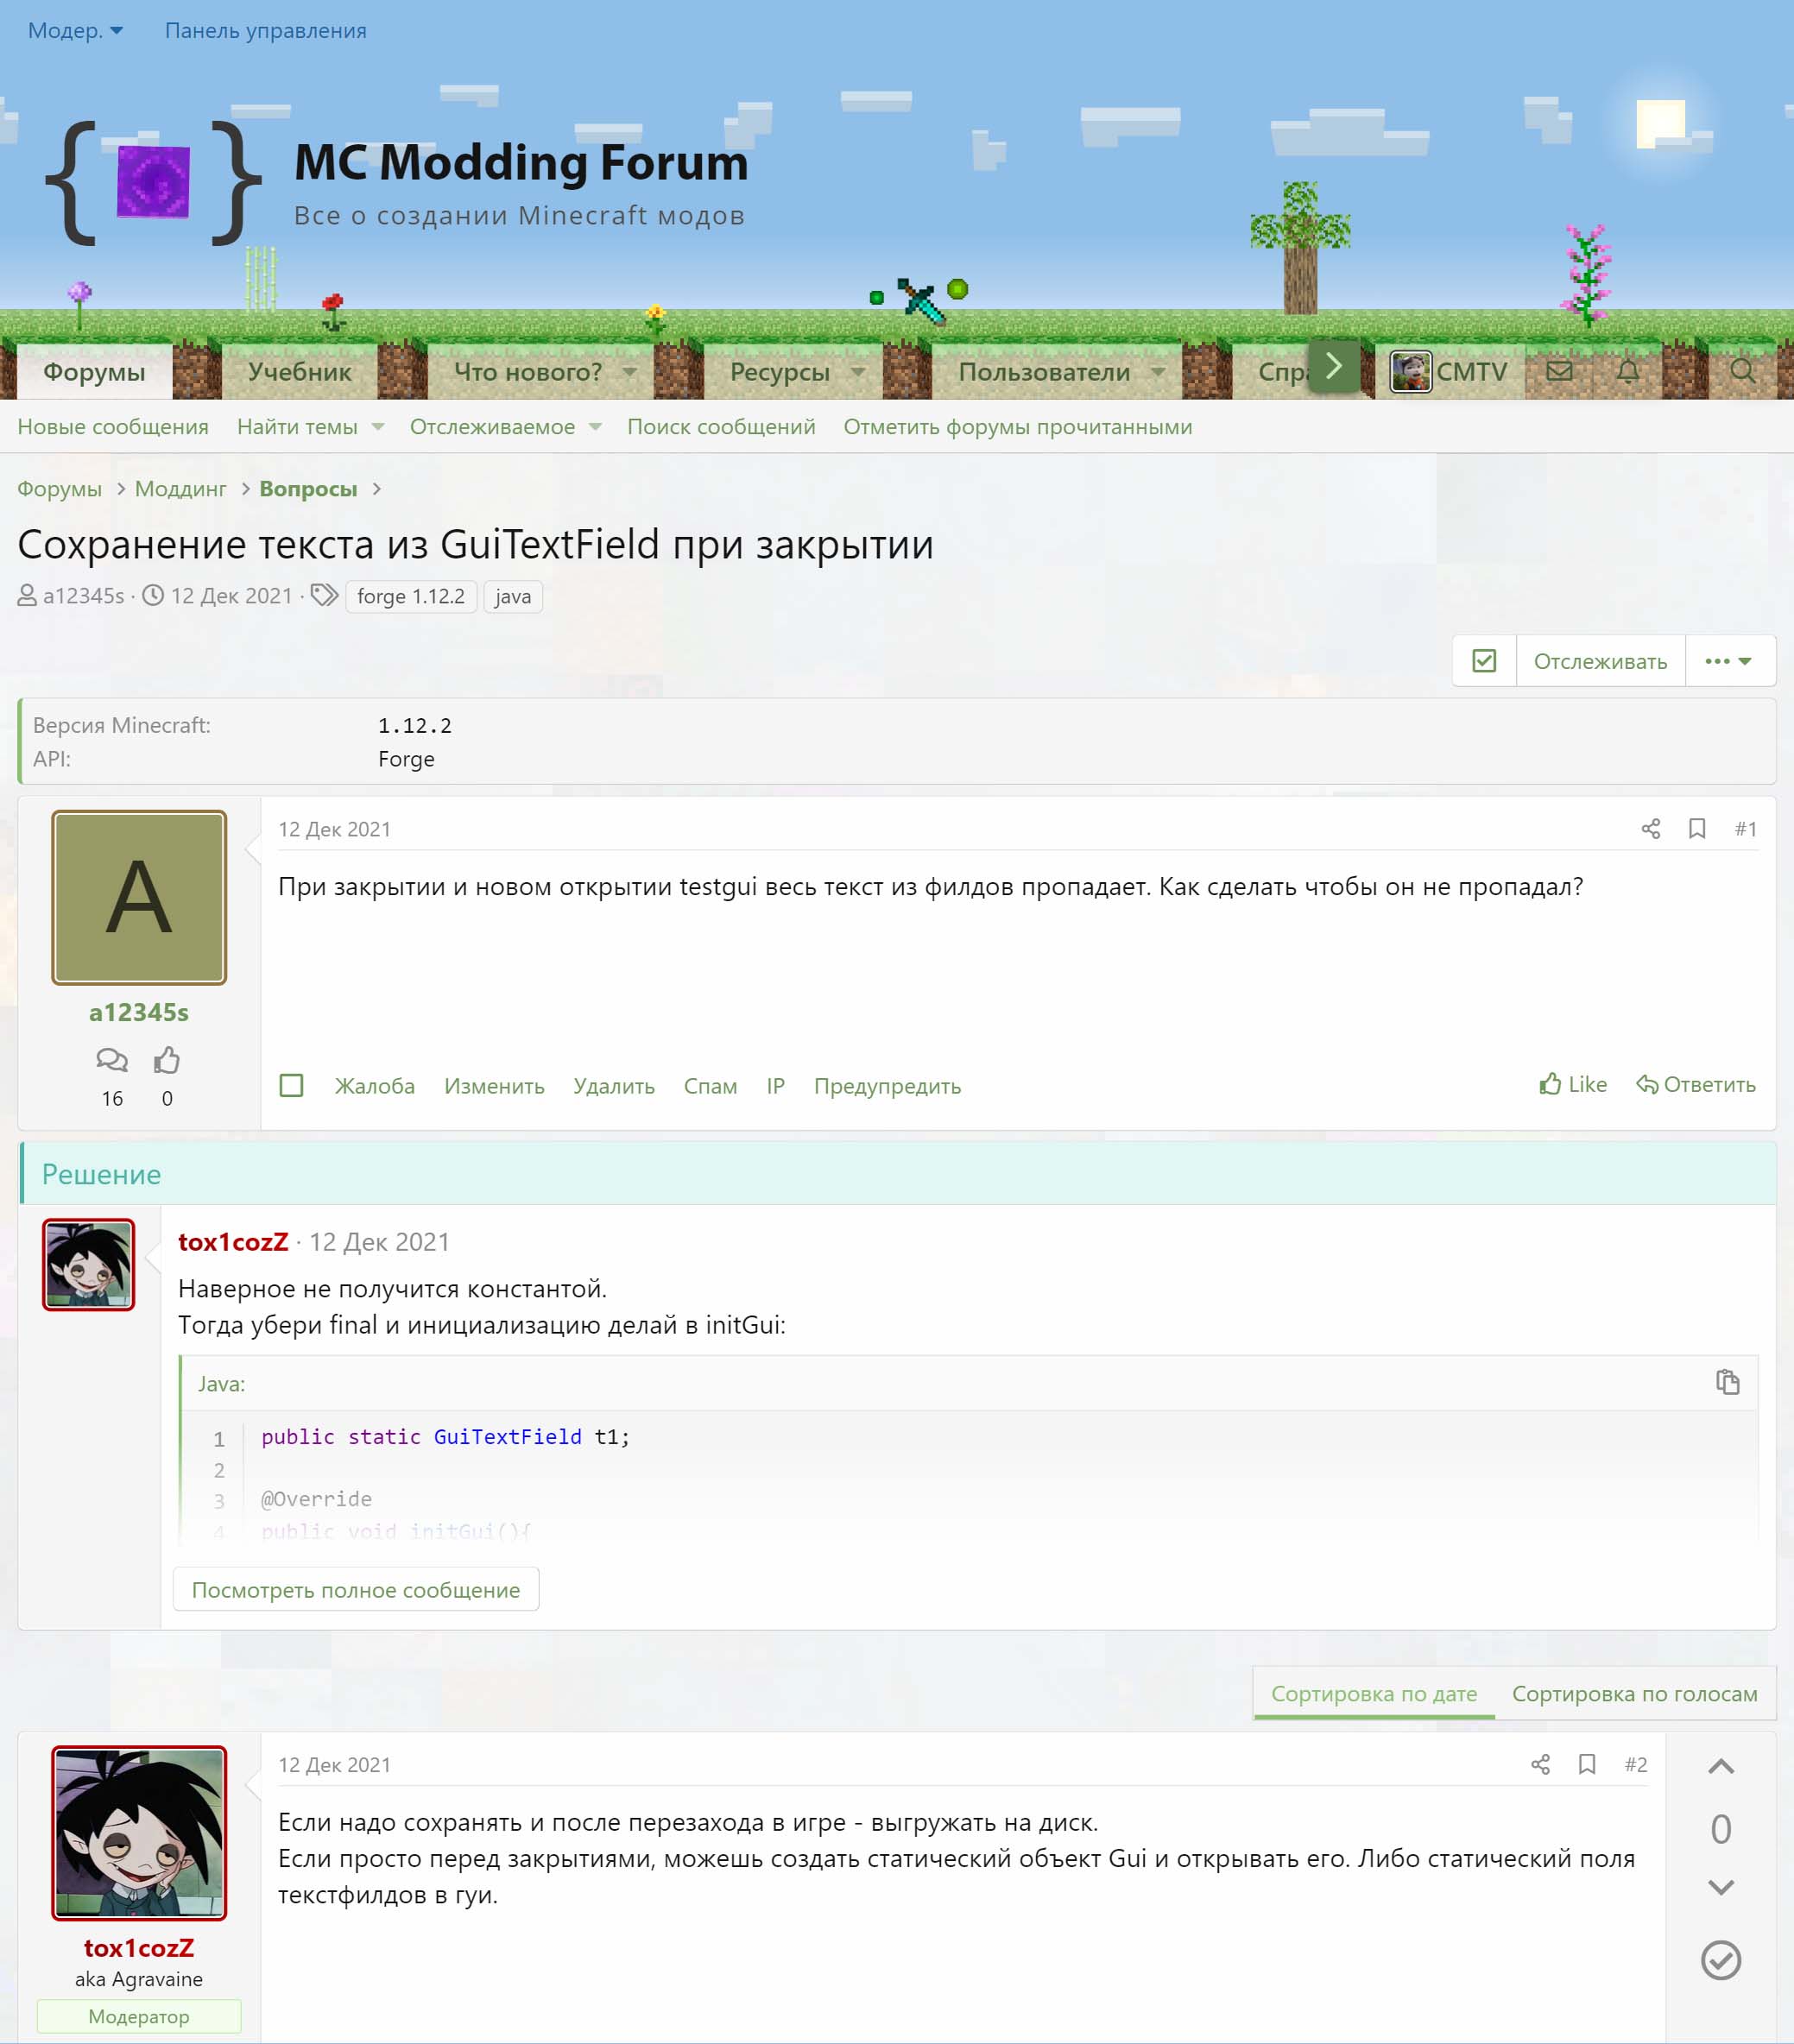 Модер.
Панель управления
MC Modding Forum
Все о создании Minecraft модов
Форумы
Учебник
Что нового?
Ресурсы
Пользователи
CMTV
Новые сообщения
Найти темы
Отслеживаемое
Поиск сообщений
Отметить форумы прочитанными
Форумы > Моддинг > Вопросы >
Сохранение текста из GuiTextField при закрытии
a12345s · 12 Дек 2021 · forge 1.12.2 java
Отслеживать
Версия Minecraft: 1.12.2
API: Forge
A
a12345s
16 0
12 Дек 2021
#1
При закрытии и новом открытии testgui весь текст из филдов пропадает. Как сделать чтобы он не пропадал?
Жалоба Изменить Удалить Спам IP Предупредить
Like Ответить
Решение
tox1cozZ · 12 Дек 2021
Наверное не получится константой.
Тогда убери final и инициализацию делай в initGui:
Java:
1 public static GuiTextField t1;
2
3 @Override
4 public void initGui(){
Посмотреть полное сообщение
Сортировка по дате Сортировка по голосам
tox1cozZ
aka Agravaine
Модератор
12 Дек 2021
#2
Если надо сохранять и после перезахода в игре - выгружать на диск.
Если просто перед закрытиями, можешь создать статический объект Gui и открывать его. Либо статический поля
текстфилдов в гуи.
0